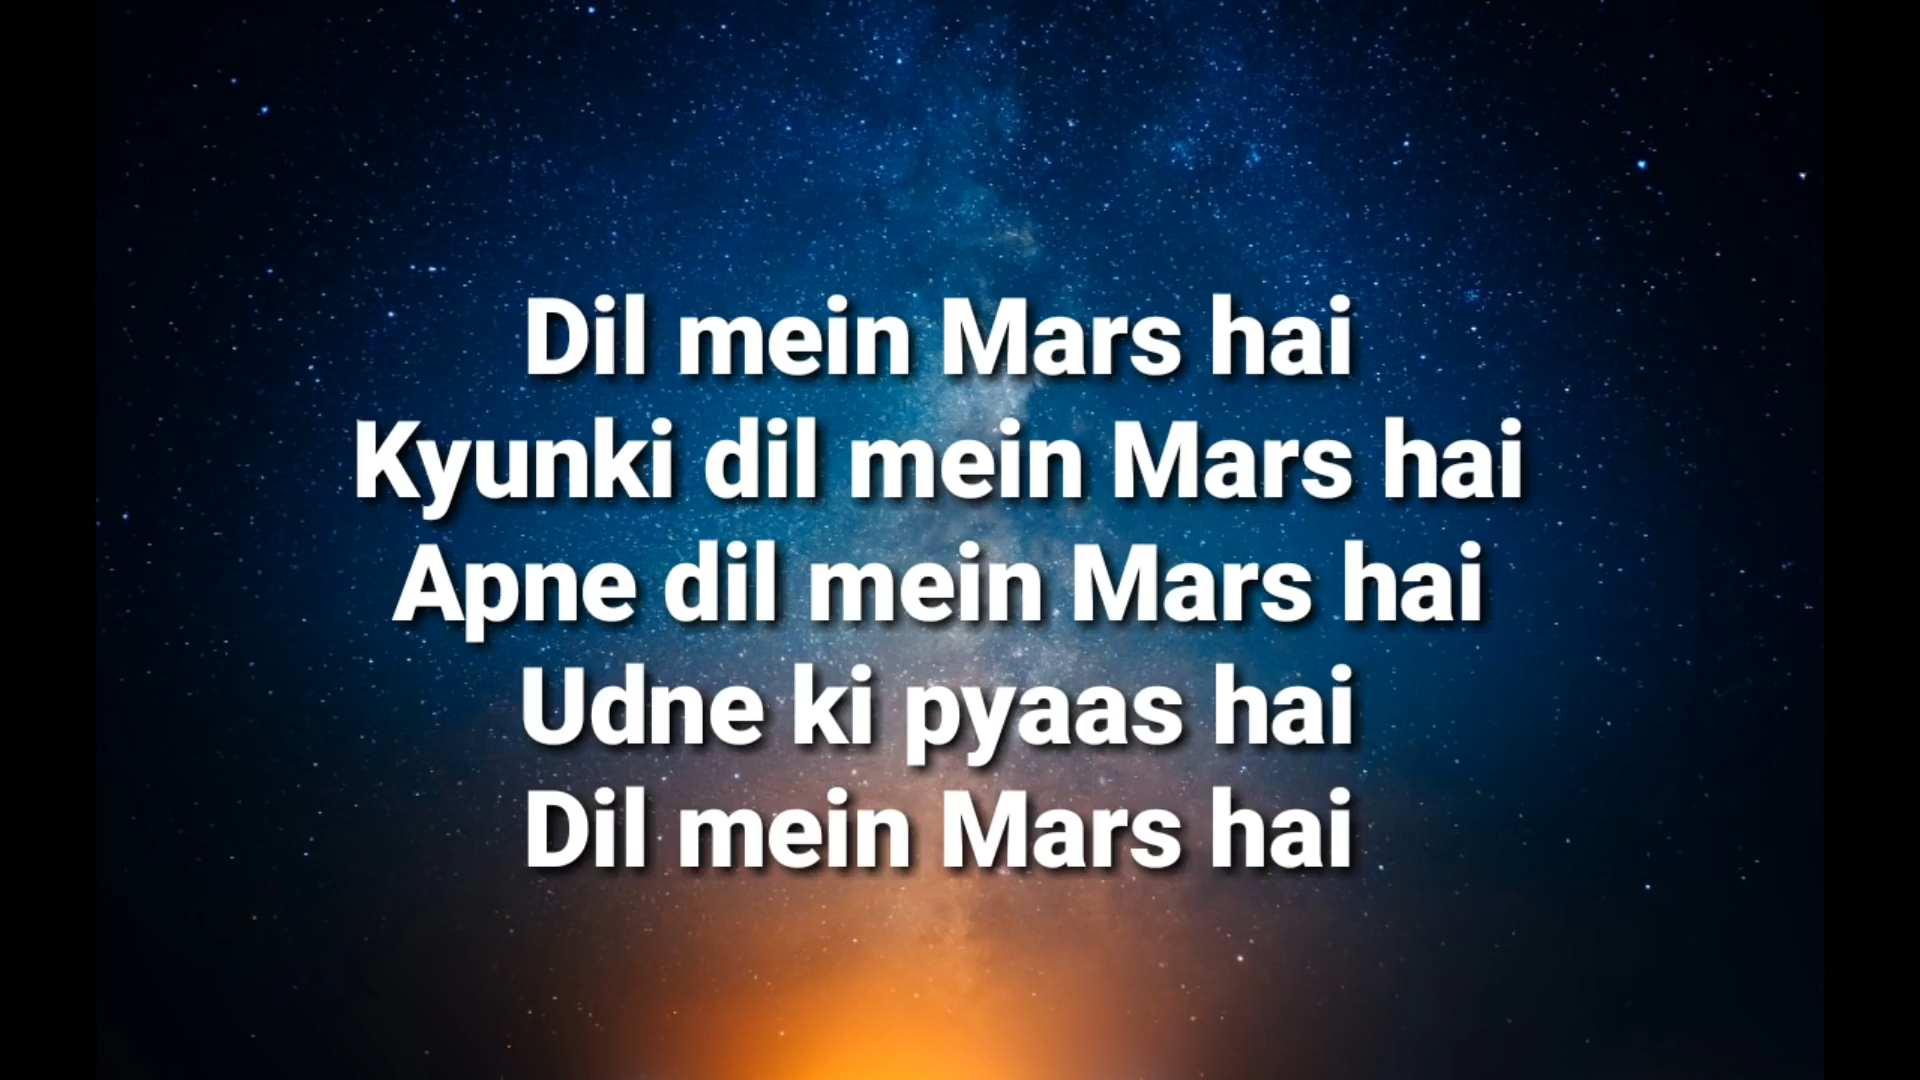 Dil mein Mars hai
Kyunki dil mein Mars hai
Apne dil mein Mars hai
Udne ki pyaas hai
Dil mein Mars hai